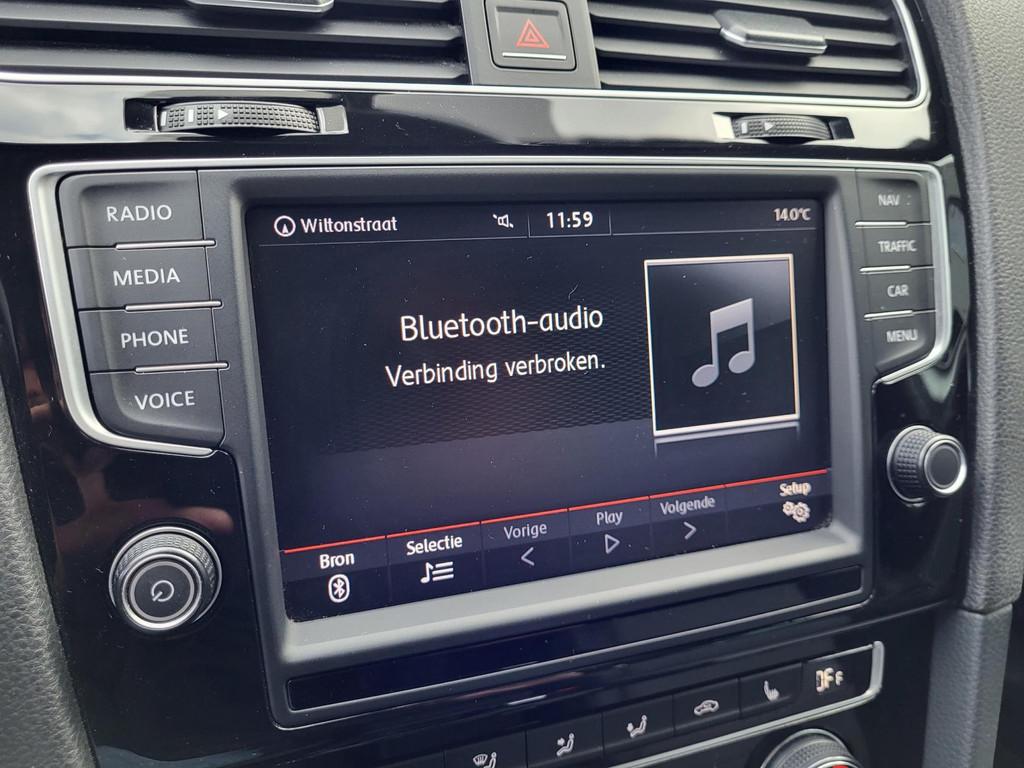 RADIO
MEDIA
PHONE
VOICE
Wiltonstraat
11:59
14.0°C
Bluetooth-audio
Verbinding verbroken.
Bron
Selectie
Vorige
Play
Volgende
Setup
NAV
TRAFFIC
CAR
MENU
OFF